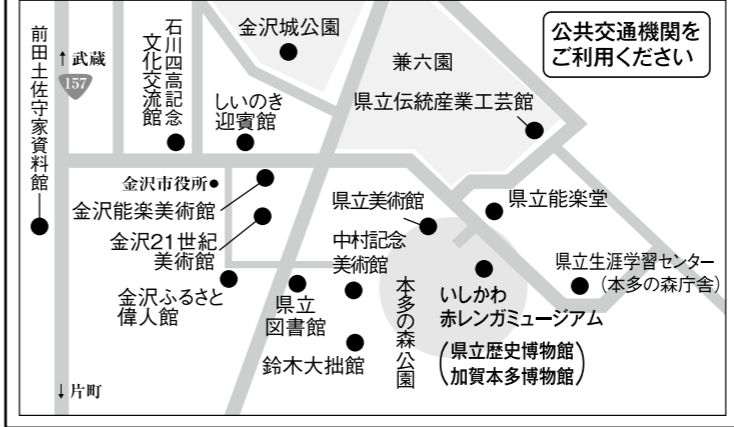 公共交通機関を
ご利用ください
金沢城公園
兼六園
石川四高記念
文化交流館
↑武蔵
157
前田土佐守家資料館
しいのき
迎賓館
県立伝統産業工芸館
金沢市役所
金沢能楽美術館
金沢21世紀
美術館
県立美術館
県立能楽堂
中村記念
美術館
県立生涯学習センター
(本多の森庁舎)
金沢ふるさと
偉人館
県立
図書館
本多の森公園
いしかわ
赤レンガミュージアム
(県立歴史博物館
加賀本多博物館)
鈴木大拙館
↓片町